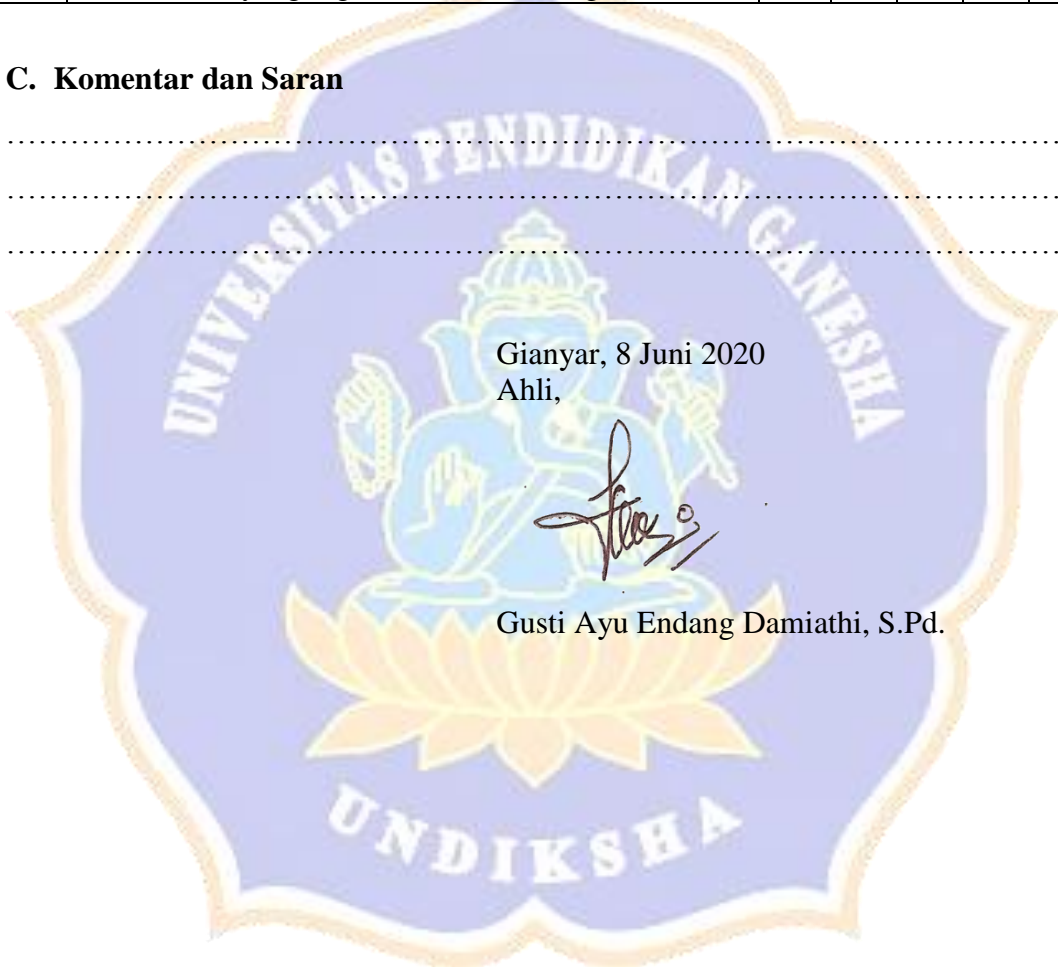 C. Komentar dan Saran
……………………………………………………………………………………
……………………………………………………………………………………
……………………………………………………………………………………
UNIVERSITAS PENDIDIKAN GANESHA
Gianyar, 8 Juni 2020
Ahli,
Gusti Ayu Endang Damiathi, S.Pd.
UNDIKSHA